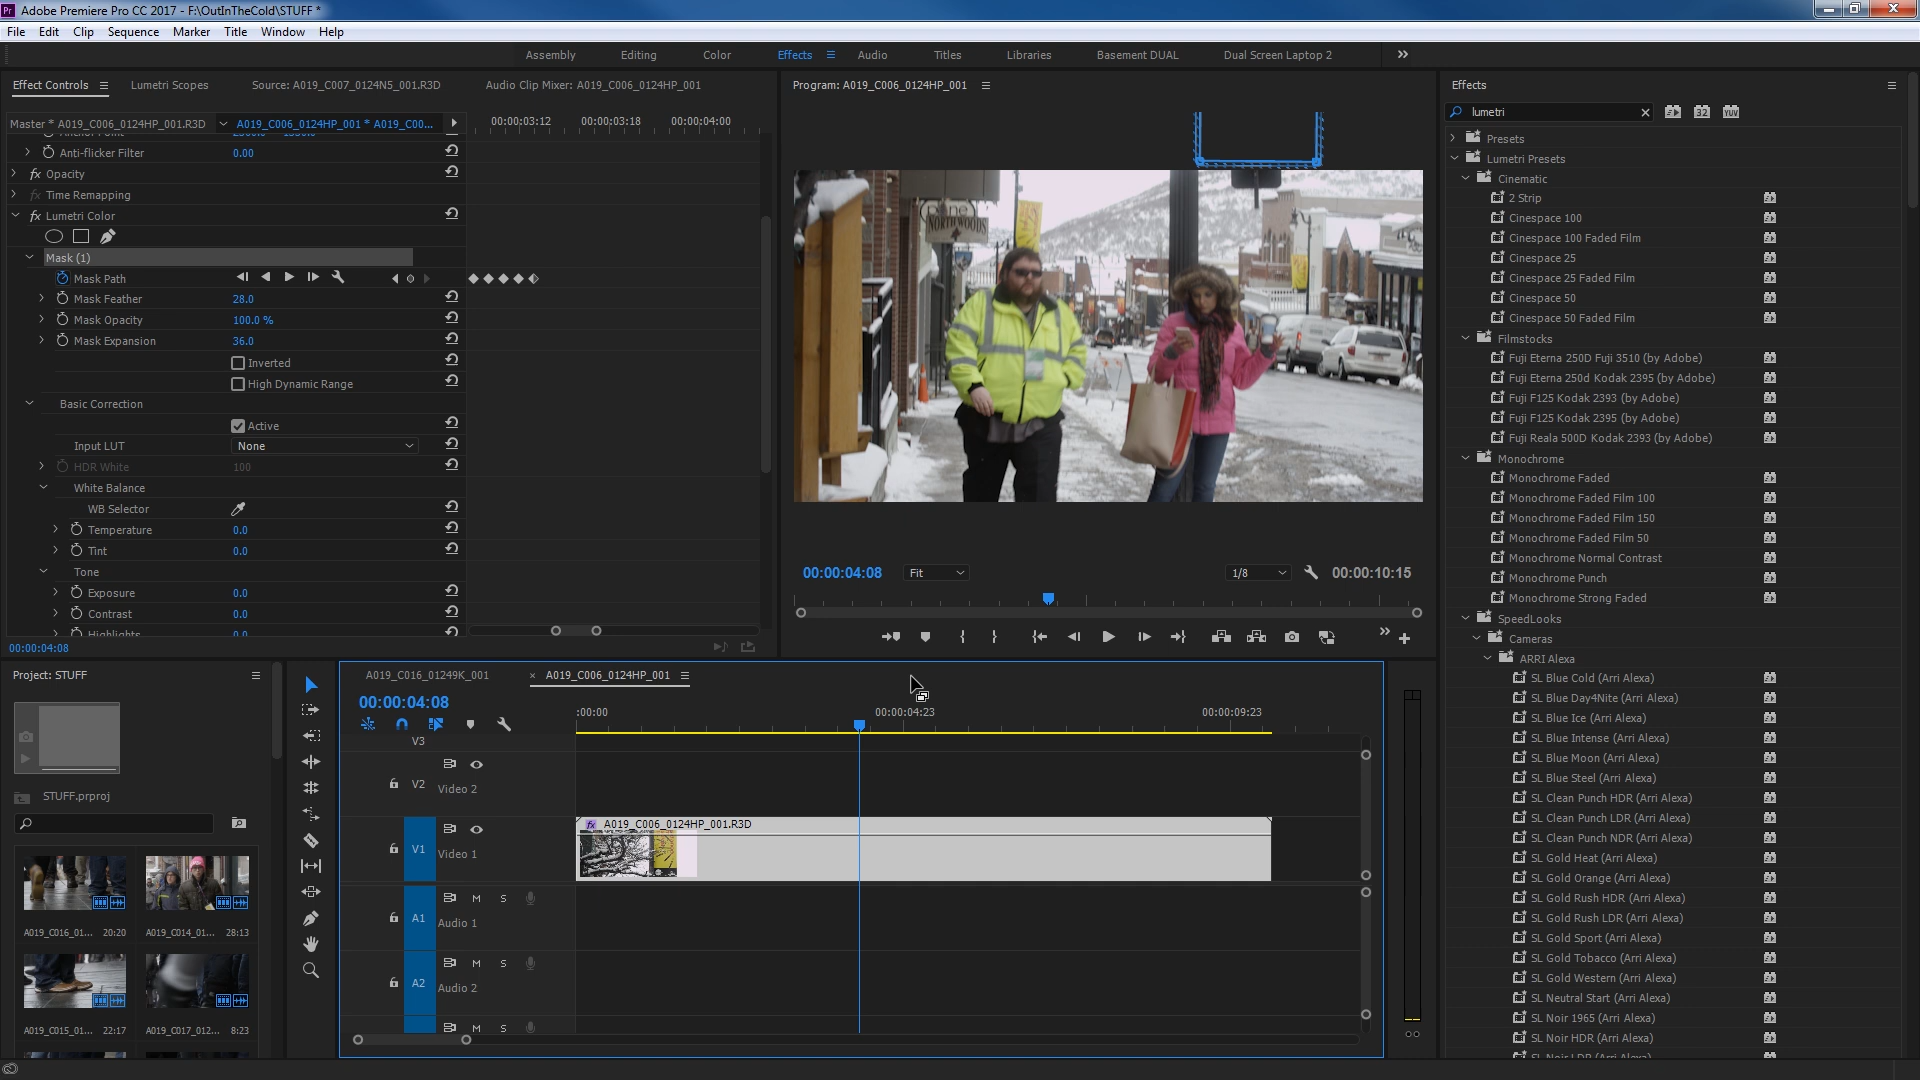 Adobe Premiere Pro CC 2017 - F:\OutInTheCold\STUFF *
File Edit Clip Sequence Marker Title Window Help
Assembly Editing Color Effects Audio Titles Libraries Basement DUAL Dual Screen Laptop 2
Effect Controls Lumetri Scopes Source: A019_C007_0124N5_001.R3D Audio Clip Mixer: A019_C006_0124HP_001
Master * A019_C006_0124HP_001.R3D A019_C006_0124HP_001 * A019_C00...
00:00:03:12 00:00:03:18 00:00:04:00
Anti-flicker Filter 0.00
fx Opacity
fx Time Remapping
fx Lumetri Color
Mask (1)
Mask Path
Mask Feather 28.0
Mask Opacity 100.0 %
Mask Expansion 36.0
Inverted
High Dynamic Range
Basic Correction
Active
Input LUT None
HDR White 100
White Balance
WB Selector
Temperature 0.0
Tint 0.0
Tone
Exposure 0.0
Contrast 0.0
Highlights 0.0
00:00:04:08
Program: A019_C006_0124HP_001
NORTHWOODS
00:00:04:08 Fit 1/8 00:00:10:15
Effects
lumetri
Presets
Lumetri Presets
Cinematic
2 Strip
Cinespace 100
Cinespace 100 Faded Film
Cinespace 25
Cinespace 25 Faded Film
Cinespace 50
Cinespace 50 Faded Film
Filmstocks
Fuji Eterna 250D Fuji 3510 (by Adobe)
Fuji Eterna 250d Kodak 2395 (by Adobe)
Fuji F125 Kodak 2393 (by Adobe)
Fuji F125 Kodak 2395 (by Adobe)
Fuji Reala 500D Kodak 2393 (by Adobe)
Monochrome
Monochrome Faded
Monochrome Faded Film 100
Monochrome Faded Film 150
Monochrome Faded Film 50
Monochrome Normal Contrast
Monochrome Punch
Monochrome Strong Faded
SpeedLooks
Cameras
ARRI Alexa
SL Blue Cold (Arri Alexa)
SL Blue Day4Nite (Arri Alexa)
SL Blue Ice (Arri Alexa)
SL Blue Intense (Arri Alexa)
SL Blue Moon (Arri Alexa)
SL Blue Steel (Arri Alexa)
SL Clean Punch HDR (Arri Alexa)
SL Clean Punch LDR (Arri Alexa)
SL Clean Punch NDR (Arri Alexa)
SL Gold Heat (Arri Alexa)
SL Gold Orange (Arri Alexa)
SL Gold Rush HDR (Arri Alexa)
SL Gold Rush LDR (Arri Alexa)
SL Gold Sport (Arri Alexa)
SL Gold Tobacco (Arri Alexa)
SL Gold Western (Arri Alexa)
SL Neutral Start (Arri Alexa)
SL Noir 1965 (Arri Alexa)
SL Noir HDR (Arri Alexa)
SL Noir LDR (Arri Alexa)
Project: STUFF
STUFF.prproj
A019_C016_01... 20:20 A019_C014_01... 28:13
A019_C015_01... 22:17 A019_C017_012... 8:23
A019_C016_01249K_001 × A019_C006_0124HP_001
00:00:04:08
:00:00 00:00:04:23 00:00:09:23
V3
V2 Video 2
fx A019_C006_0124HP_001.R3D
V1 Video 1
M S
A1 Audio 1
M S
A2 Audio 2
M S